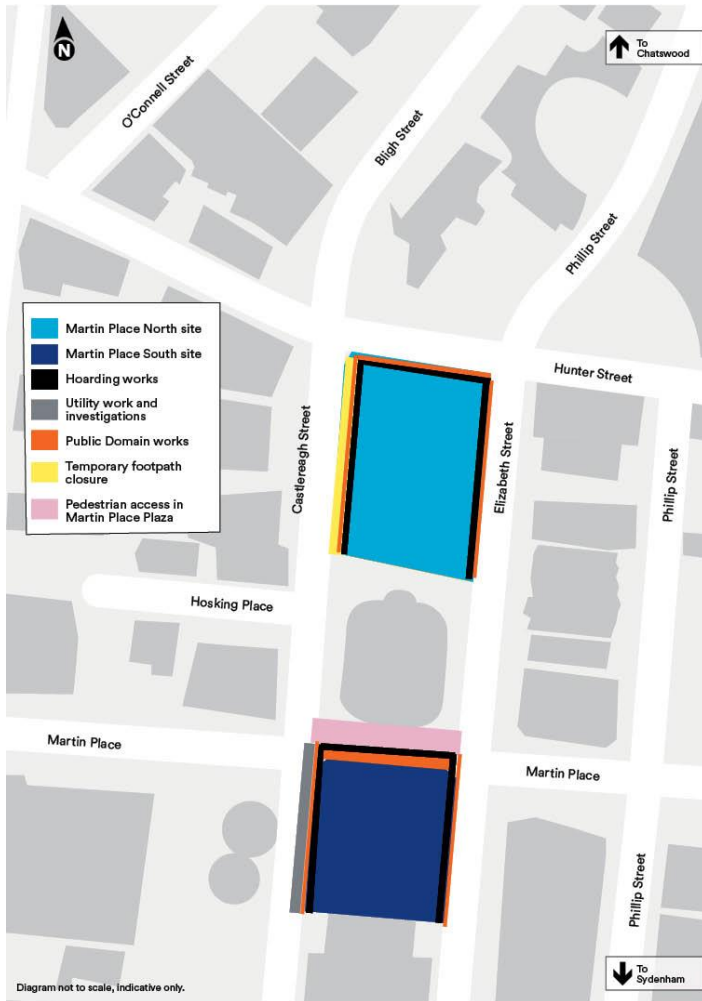 N
To
Chatswood
O'Connell Street
Bligh Street
Phillip Street
Martin Place North site
Martin Place South site
Hoarding works
Utility work and
investigations
Public Domain works
Temporary footpath
closure
Pedestrian access in
Martin Place Plaza
Hunter Street
Castlereagh Street
Elizabeth Street
Phillip Street
Hosking Place
Martin Place
Martin Place
Phillip Street
To
Sydenham
Diagram not to scale, indicative only.